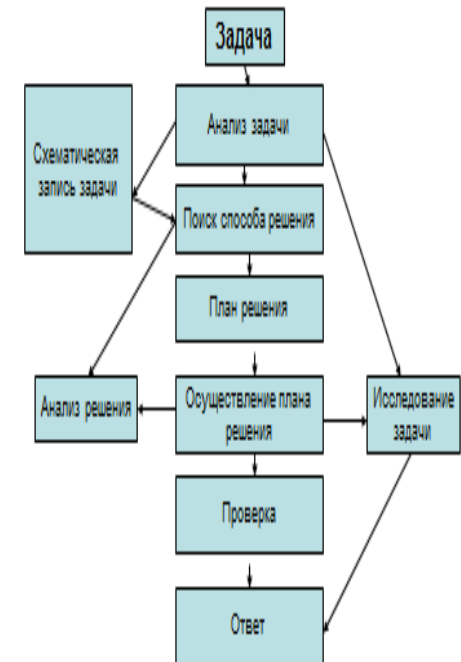 Задача
Анализ задачи
Схематическая
запись задачи
Поиск способа решения
План решения
Анализ решения
Осуществление плана
решения
Исследование
задачи
Проверка
Ответ